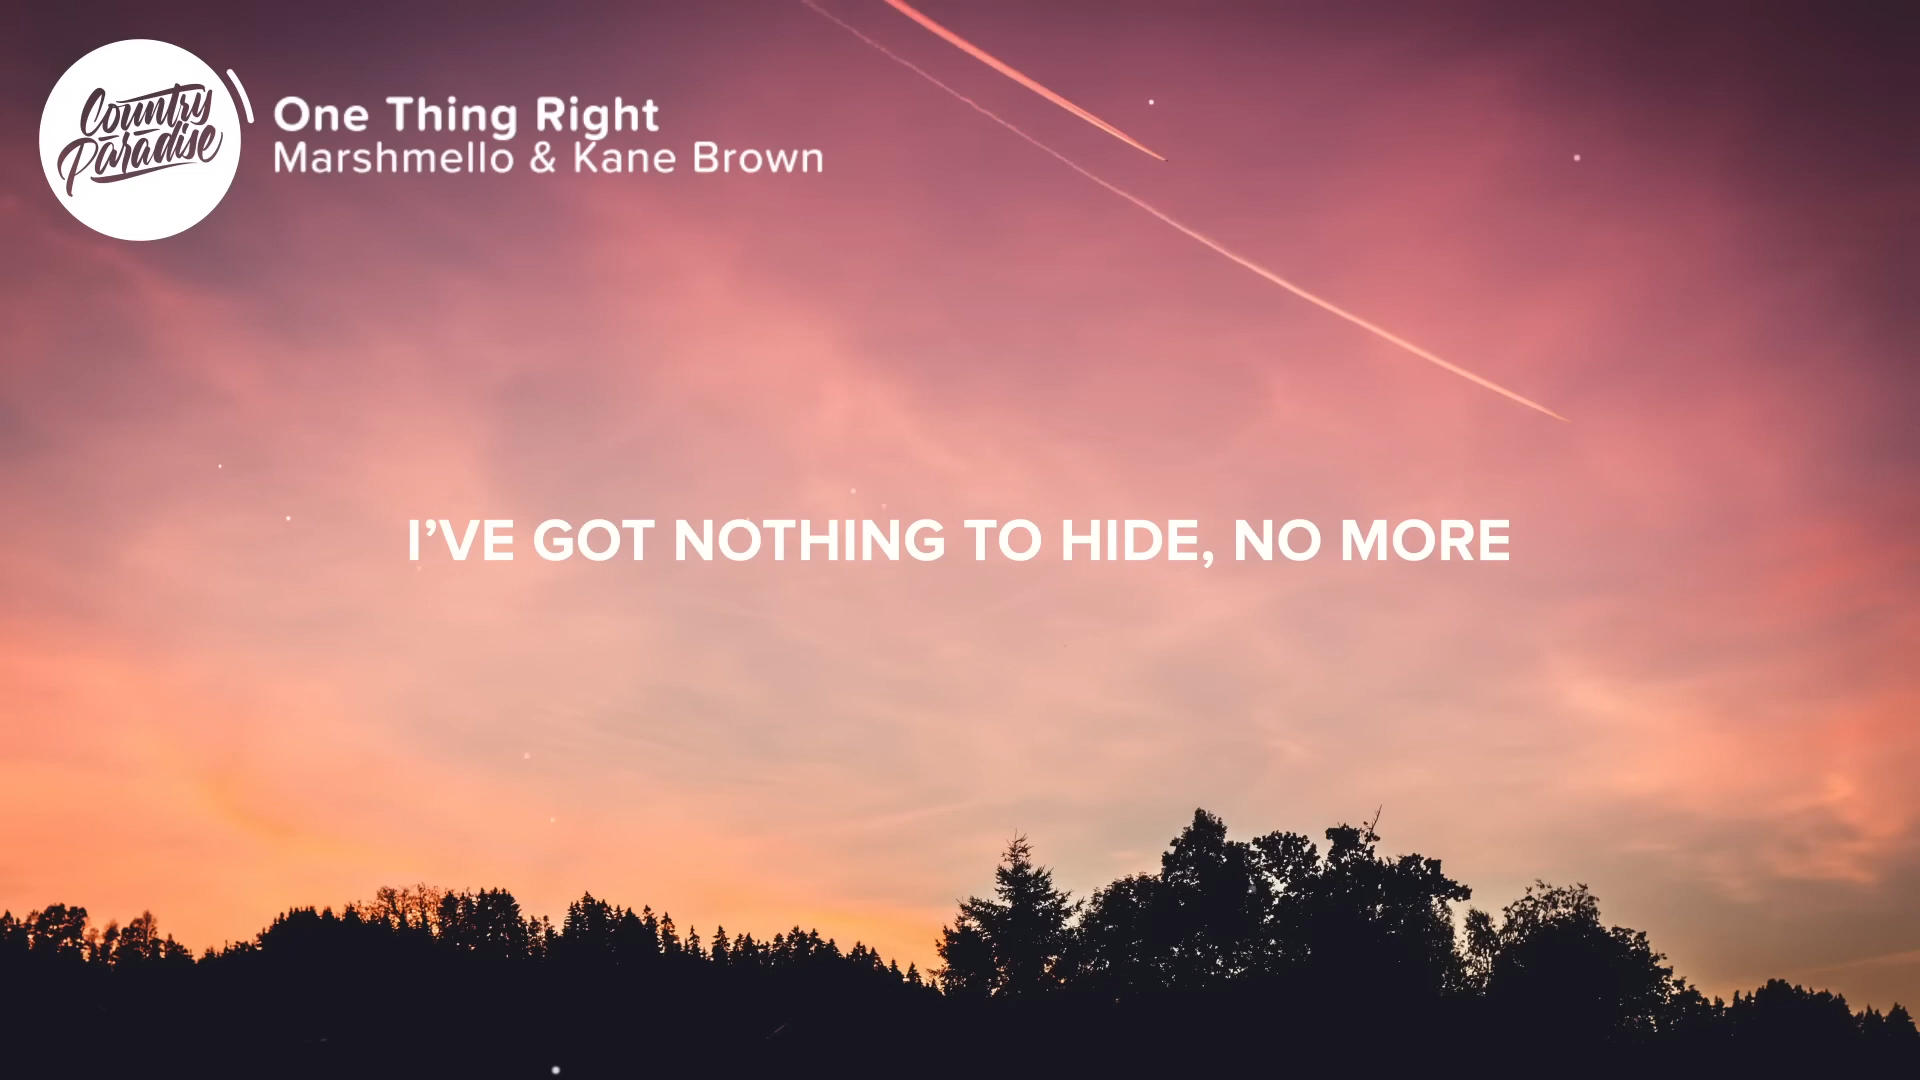 Country
Paradise
One Thing Right
Marshmello & Kane Brown
I’VE GOT NOTHING TO HIDE, NO MORE